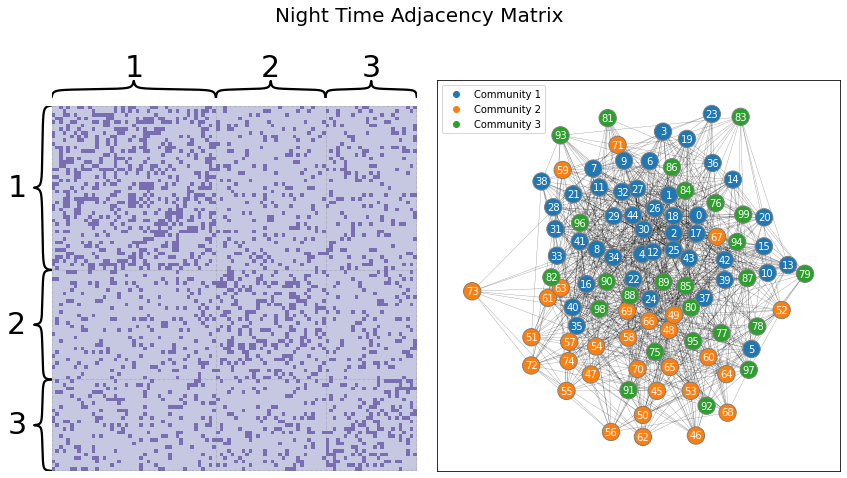 Night Time Adjacency Matrix
1 2 3
1
2
3
Community 1
Community 2
Community 3
81 23 83
93 3 19
71
9 6 36
59 7 86
38 11 32 27 84 14
21 1 76
28 29 44 26 18 0 99 20
96
31 30 2 17 67
41 94 15
33 8 34 4 12 25 43 42
13
82 16 90 22 89 85 39 87 10 79
73 61 63 88 24 37
40 98 69 80 52
35 66 49 78
51 58 48 77
57 54 95
72 74 75 60 5
47 70 65 64 97
55 91 45 53
92 68
50
56 62 46